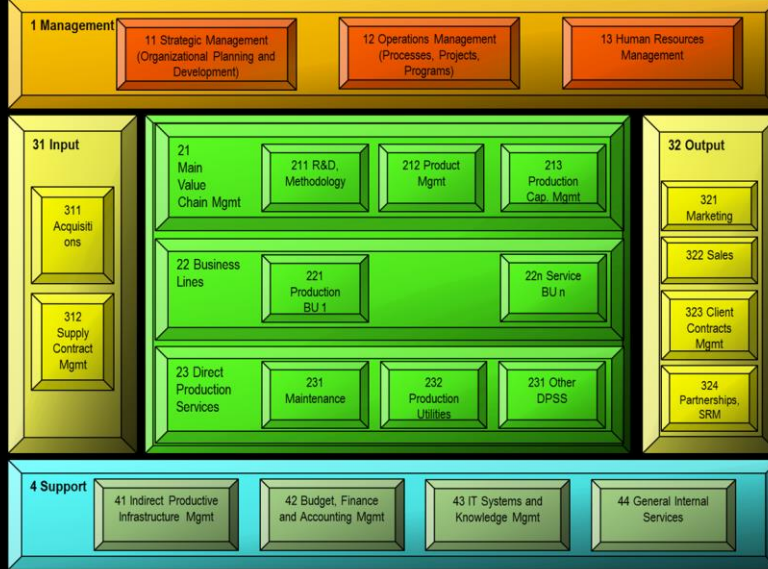 1 Management
11 Strategic Management
(Organizational Planning and
Development)
12 Operations Management
(Processes, Projects,
Programs)
13 Human Resources
Management
31 Input
311
Acquisiti
ons
312
Supply
Contract
Mgmt
21
Main
Value
Chain Mgmt
211 R&D,
Methodology
212 Product
Mgmt
213
Production
Cap. Mgmt
22 Business
Lines
221
Production
BU 1
22n Service
BU n
23 Direct
Production
Services
231
Maintenance
232
Production
Utilities
231 Other
DPSS
32 Output
321
Marketing
322 Sales
323 Client
Contracts
Mgmt
324
Partnerships,
SRM
4 Support
41 Indirect Productive
Infrastructure Mgmt
42 Budget, Finance
and Accounting Mgmt
43 IT Systems and
Knowledge Mgmt
44 General Internal
Services